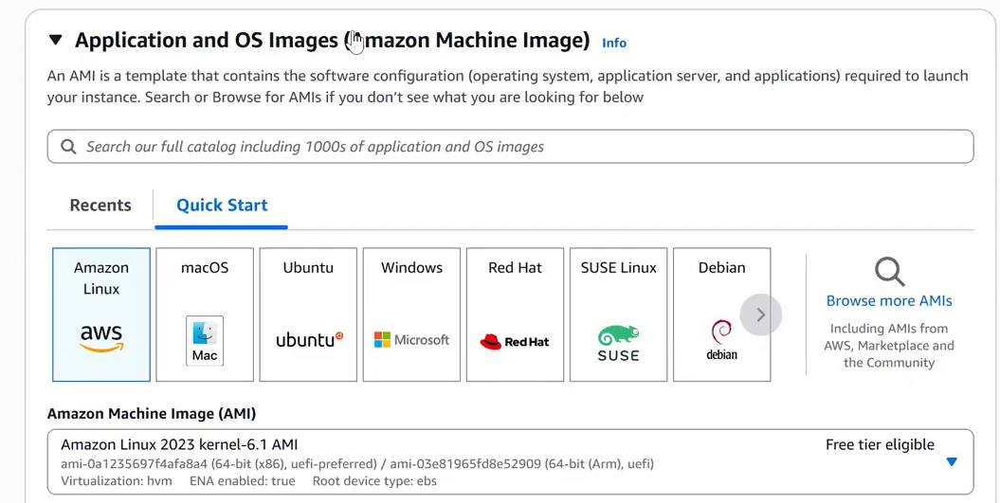 Application and OS Images (Amazon Machine Image) Info
An AMI is a template that contains the software configuration (operating system, application server, and applications) required to launch
your instance. Search or Browse for AMIs if you don’t see what you are looking for below
Search our full catalog including 1000s of application and OS images
Recents
Quick Start
Amazon
Linux
aws
macOS
Mac
Ubuntu
ubuntu
Windows
Microsoft
Red Hat
Red Hat
SUSE Linux
SUSE
Debian
debian
Browse more AMIs
Including AMIs from
AWS, Marketplace and
the Community
Amazon Machine Image (AMI)
Amazon Linux 2023 kernel-6.1 AMI
Free tier eligible
ami-0a1235697f4afa8a4 (64-bit (x86), uefi-preferred) / ami-03e81965fd8e52909 (64-bit (Arm), uefi)
Virtualization: hvm ENA enabled: true Root device type: ebs